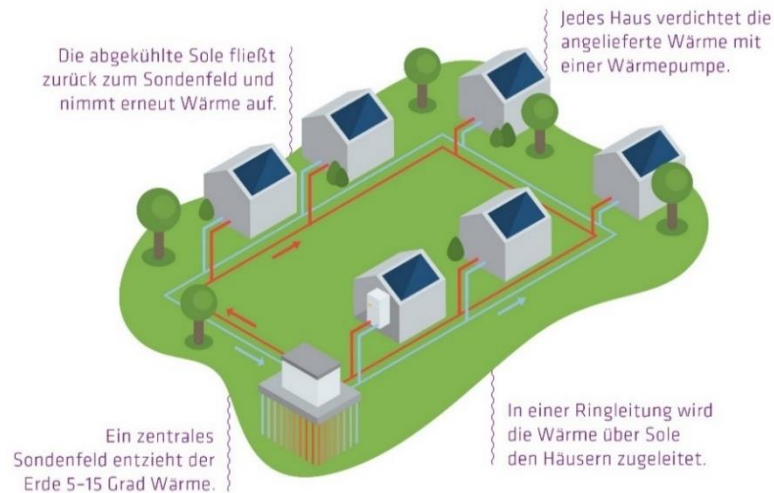 Die abgekühlte Sole fließt
zurück zum Sondenfeld und
nimmt erneut Wärme auf.
Jedes Haus verdichtet die
angelieferte Wärme mit
einer Wärmepumpe.
Ein zentrales
Sondenfeld entzieht der
Erde 5–15 Grad Wärme.
In einer Ringleitung wird
die Wärme über Sole
den Häusern zugeleitet.